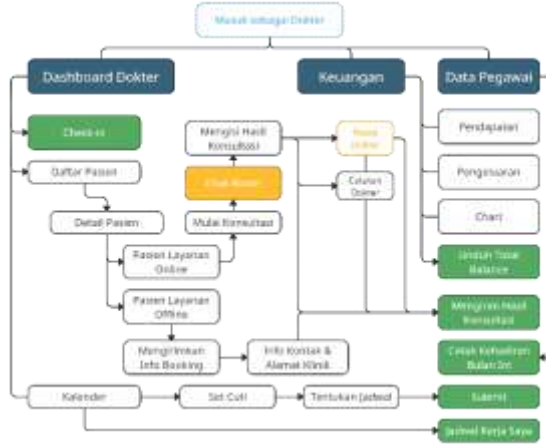 Masuk sebagai Dokter
Dashboard Dokter
Keuangan
Data Pegawai
Check-in
Daftar Pasien
Detail Pasien
Pasien Layanan
Online
Pasien Layanan
Offline
Mengirimkan
Info Booking
Info Kontak &
Alamat Klinik
Mulai Konsultasi
Chat Room
Mengisi Hasil
Konsultasi
Resep
Catatan
Dokter
Pendapatan
Pengeluaran
Chart
Unduh Total
Balance
Mengirim Hasil
Konsultasi
Cetak Kehadiran
Bulan Ini
Kalender
Set Cuti
Tentukan Jadwal
Submit
Jadwal Kerja Saya